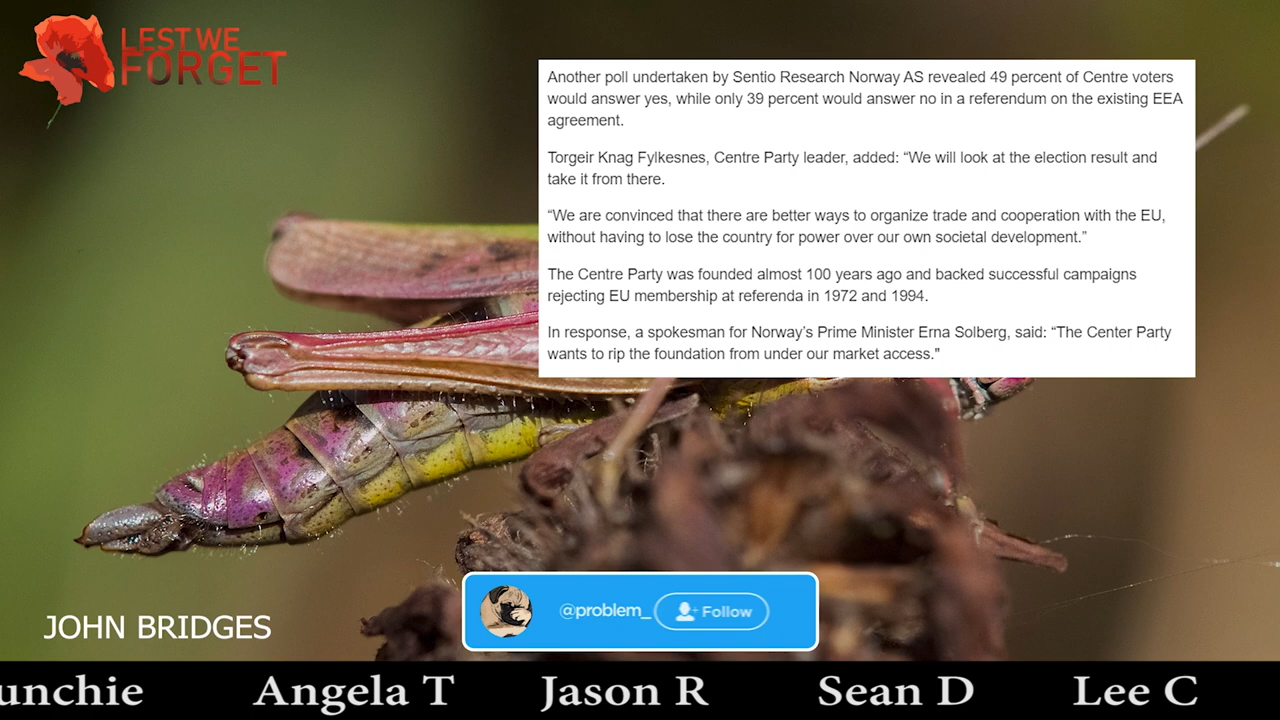 LEST WE
FORGET
Another poll undertaken by Sentio Research Norway AS revealed 49 percent of Centre voters
would answer yes, while only 39 percent would answer no in a referendum on the existing EEA
agreement.
Torgeir Knag Fylkesnes, Centre Party leader, added: “We will look at the election result and
take it from there.
“We are convinced that there are better ways to organize trade and cooperation with the EU,
without having to lose the country for power over our own societal development.”
The Centre Party was founded almost 100 years ago and backed successful campaigns
rejecting EU membership at referenda in 1972 and 1994.
In response, a spokesman for Norway’s Prime Minister Erna Solberg, said: “The Center Party
wants to rip the foundation from under our market access."
@problem_ Follow
JOHN BRIDGES
unchie Angela T Jason R Sean D Lee C